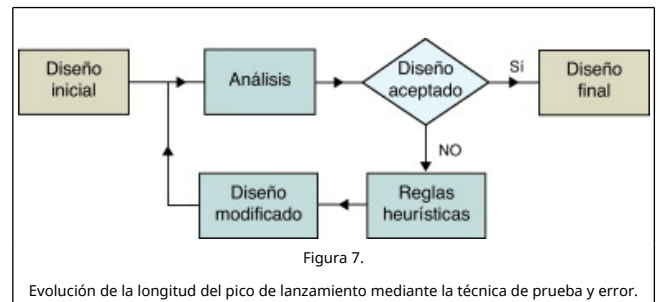 Diseño
inicial
Análisis
Diseño
aceptado
Sí
Diseño
final
NO
Diseño
modificado
Reglas
heurísticas
Figura 7.
Evolución de la longitud del pico de lanzamiento mediante la técnica de prueba y error.